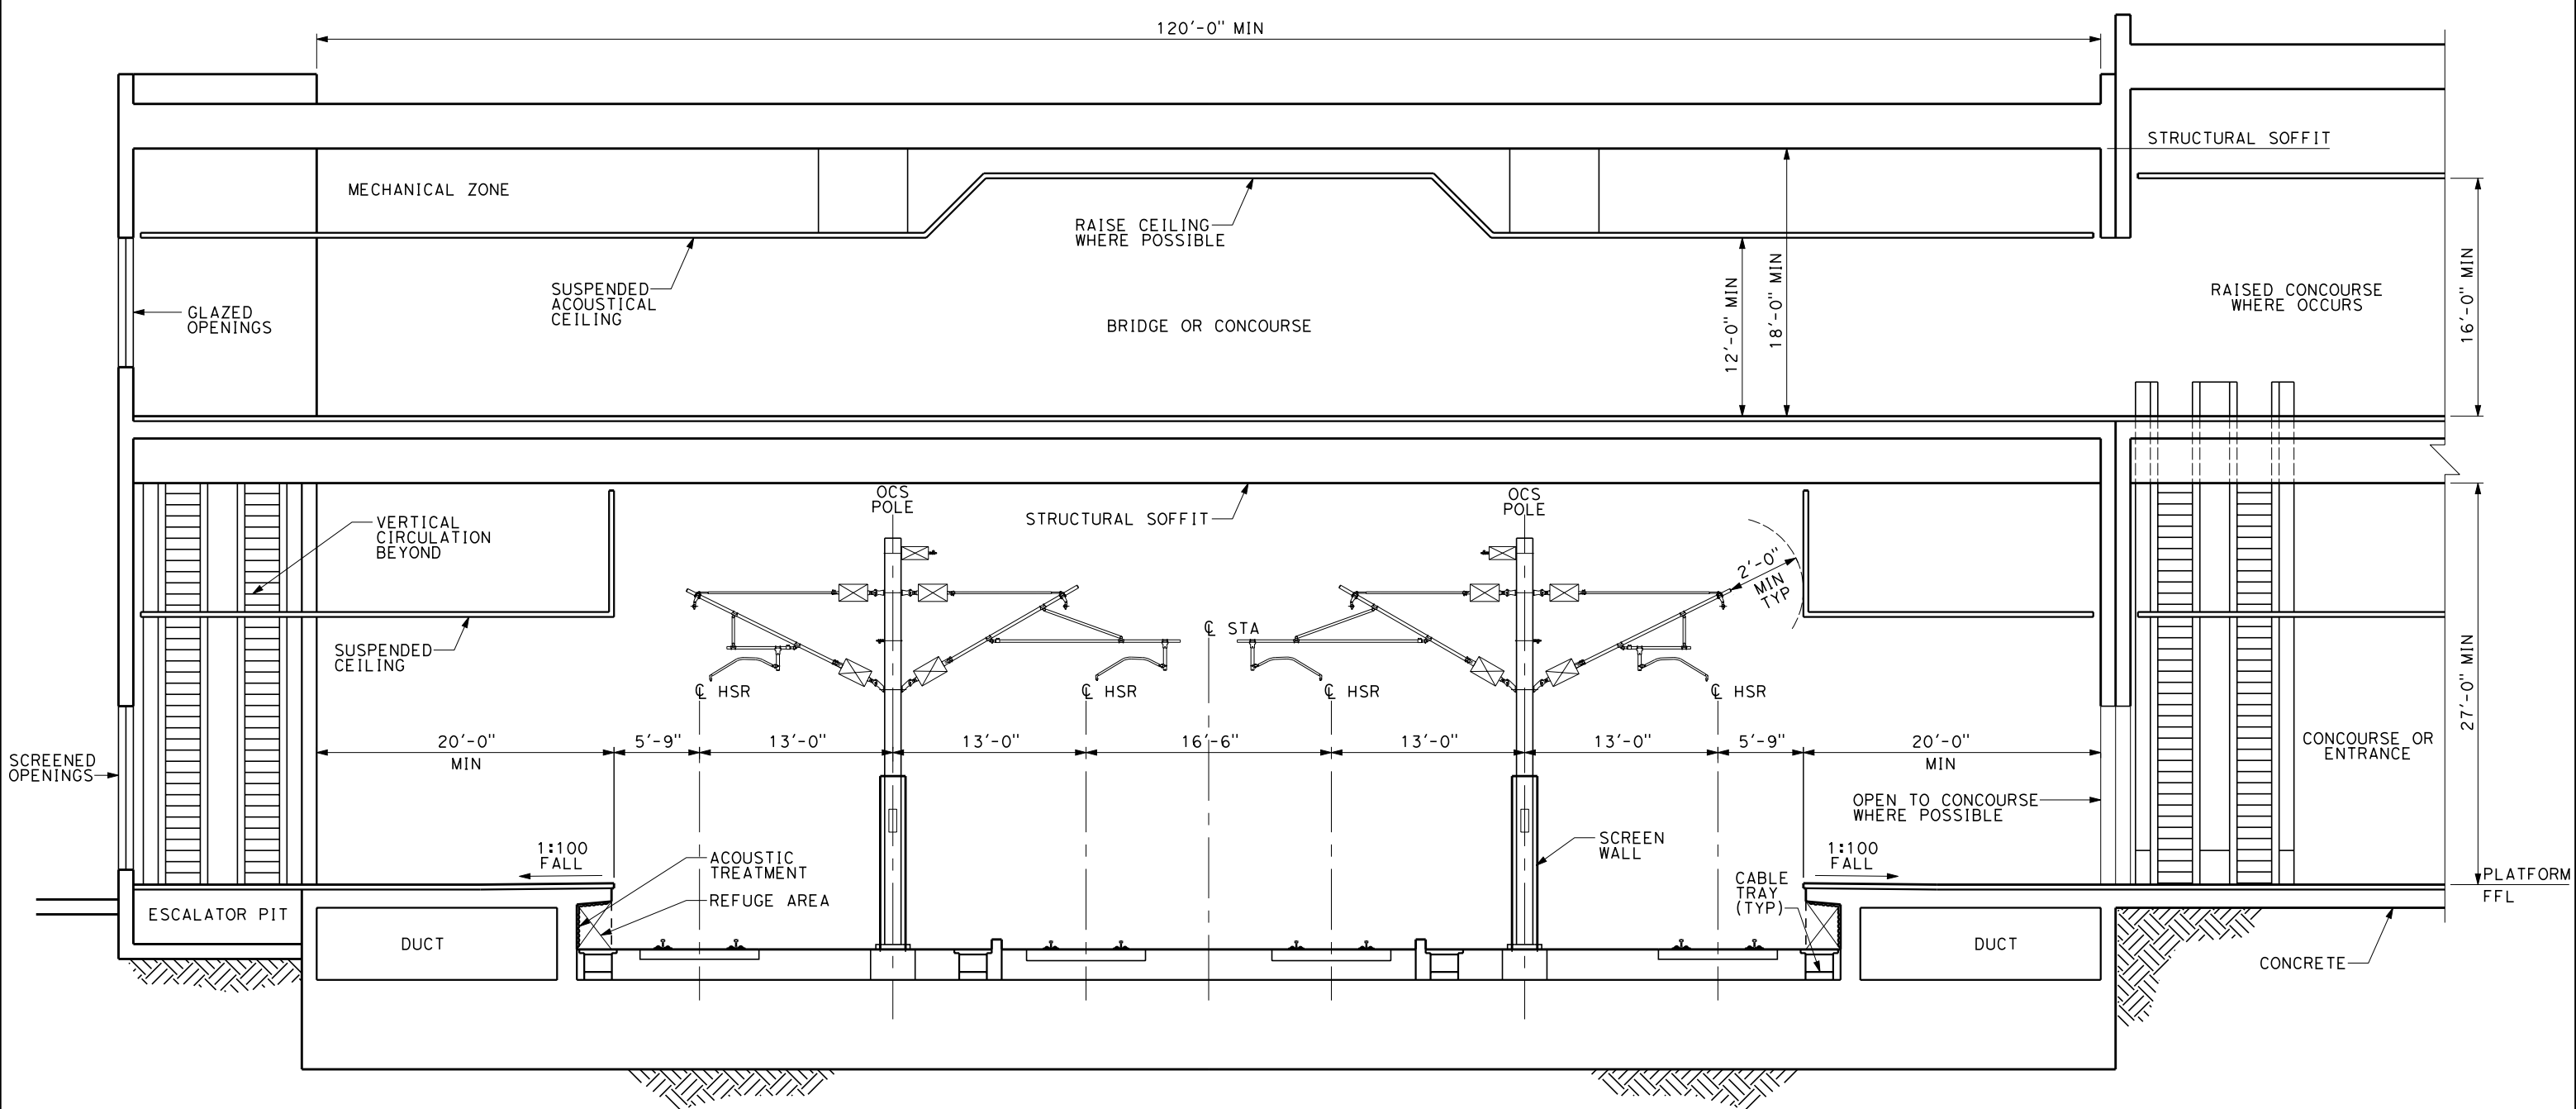 120'-0" MIN
STRUCTURAL SOFFIT
MECHANICAL ZONE
RAISE CEILING
WHERE POSSIBLE
SUSPENDED
ACOUSTICAL
CEILING
GLAZED
OPENINGS
BRIDGE OR CONCOURSE
12'-0" MIN
18'-0" MIN
RAISED CONCOURSE
WHERE OCCURS
16'-0" MIN
OCS
POLE
OCS
POLE
STRUCTURAL SOFFIT
VERTICAL
CIRCULATION
BEYOND
2'-0"
MIN
TYP
℄ STA
SUSPENDED
CEILING
℄ HSR
℄ HSR
℄ HSR
℄ HSR
27'-0" MIN
20'-0"
MIN
5'-9"
13'-0"
13'-0"
16'-6"
13'-0"
13'-0"
5'-9"
20'-0"
MIN
SCREENED
OPENINGS
CONCOURSE OR
ENTRANCE
OPEN TO CONCOURSE
WHERE POSSIBLE
1:100
FALL
ACOUSTIC
TREATMENT
REFUGE AREA
SCREEN
WALL
1:100
FALL
CABLE
TRAY
(TYP)
PLATFORM
FFL
ESCALATOR PIT
DUCT
DUCT
CONCRETE